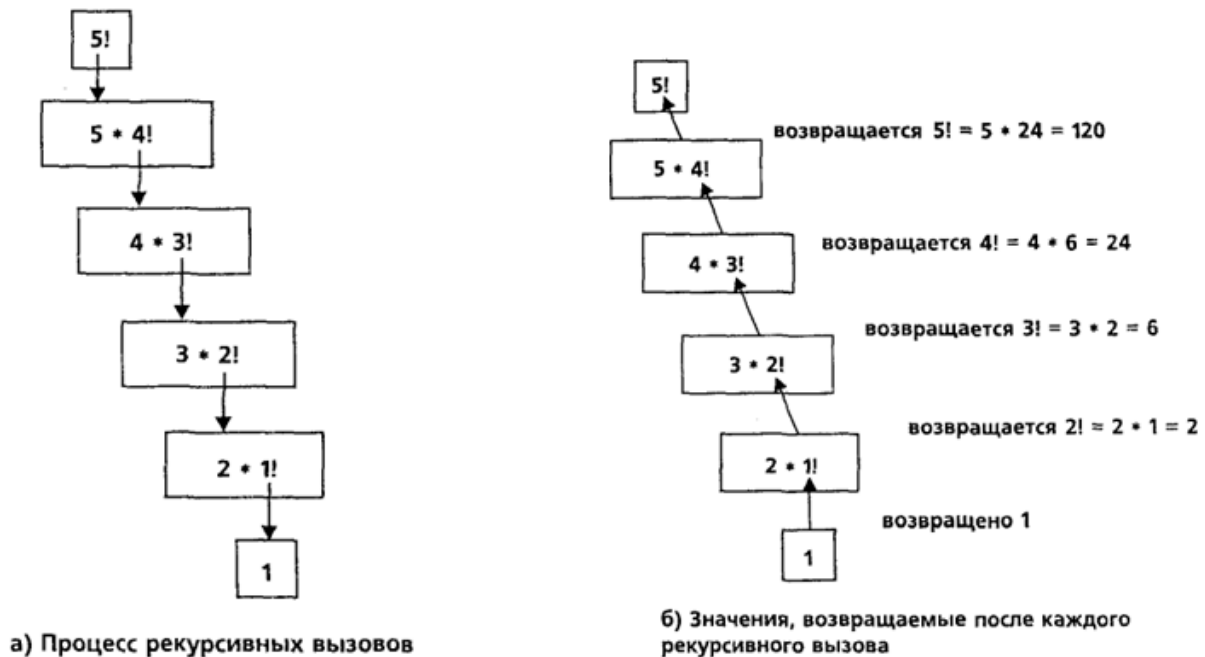 5!
5 * 4!
4 * 3!
3 * 2!
2 * 1!
1
а) Процесс рекурсивных вызовов
5!
возвращается 5! = 5 * 24 = 120
5 * 4!
возвращается 4! = 4 * 6 = 24
4 * 3!
возвращается 3! = 3 * 2 = 6
3 * 2!
возвращается 2! = 2 * 1 = 2
2 * 1!
возвращено 1
1
б) Значения, возвращаемые после каждого
рекурсивного вызова